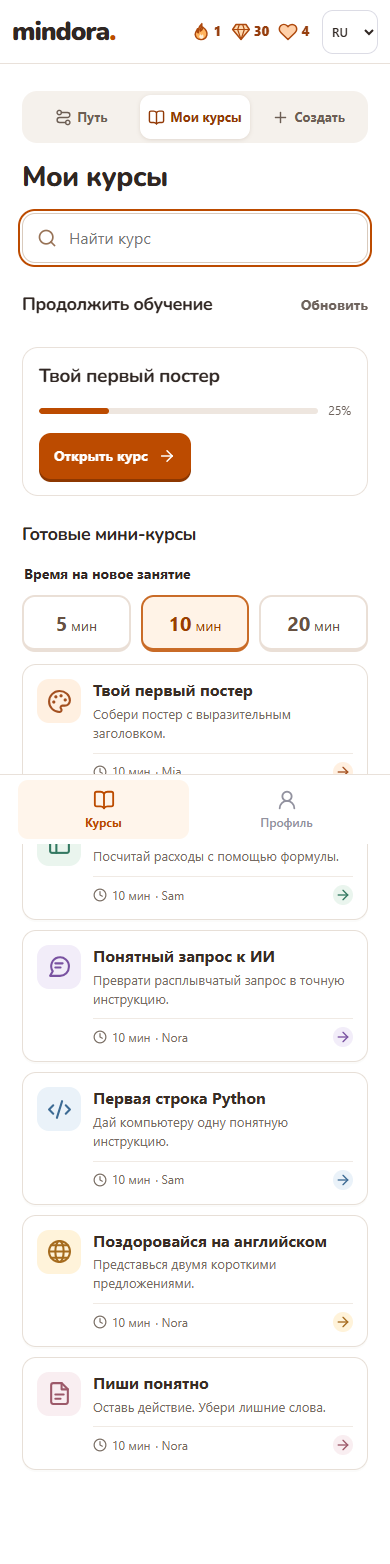 mindora.
1 30 4 RU
Путь Мои курсы Создать
Мои курсы
Найти курс
Продолжить обучение Обновить
Твой первый постер
25%
Открыть курс
Готовые мини-курсы
Время на новое занятие
5 мин 10 мин 20 мин
Твой первый постер
Собери постер с выразительным
заголовком.
10 мин · Mia
Курсы Профиль
Посчитай расходы с помощью формулы.
10 мин · Sam
Понятный запрос к ИИ
Преврати расплывчатый запрос в точную
инструкцию.
10 мин · Nora
Первая строка Python
Дай компьютеру одну понятную
инструкцию.
10 мин · Sam
Поздоровайся на английском
Представься двумя короткими
предложениями.
10 мин · Nora
Пиши понятно
Оставь действие. Убери лишние слова.
10 мин · Nora